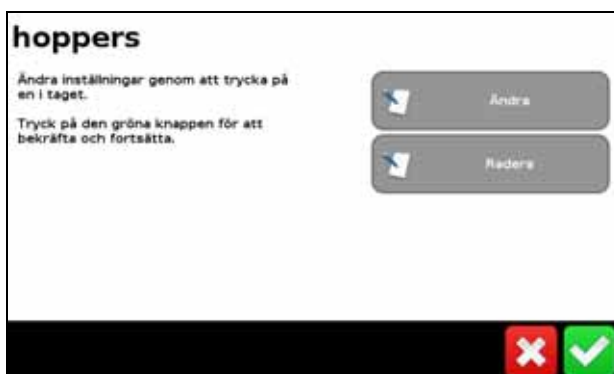 hoppers
Ändra inställningar genom att trycka på
en i taget.
Tryck på den gröna knappen för att
bekräfta och fortsätta.
Ändra
Radera